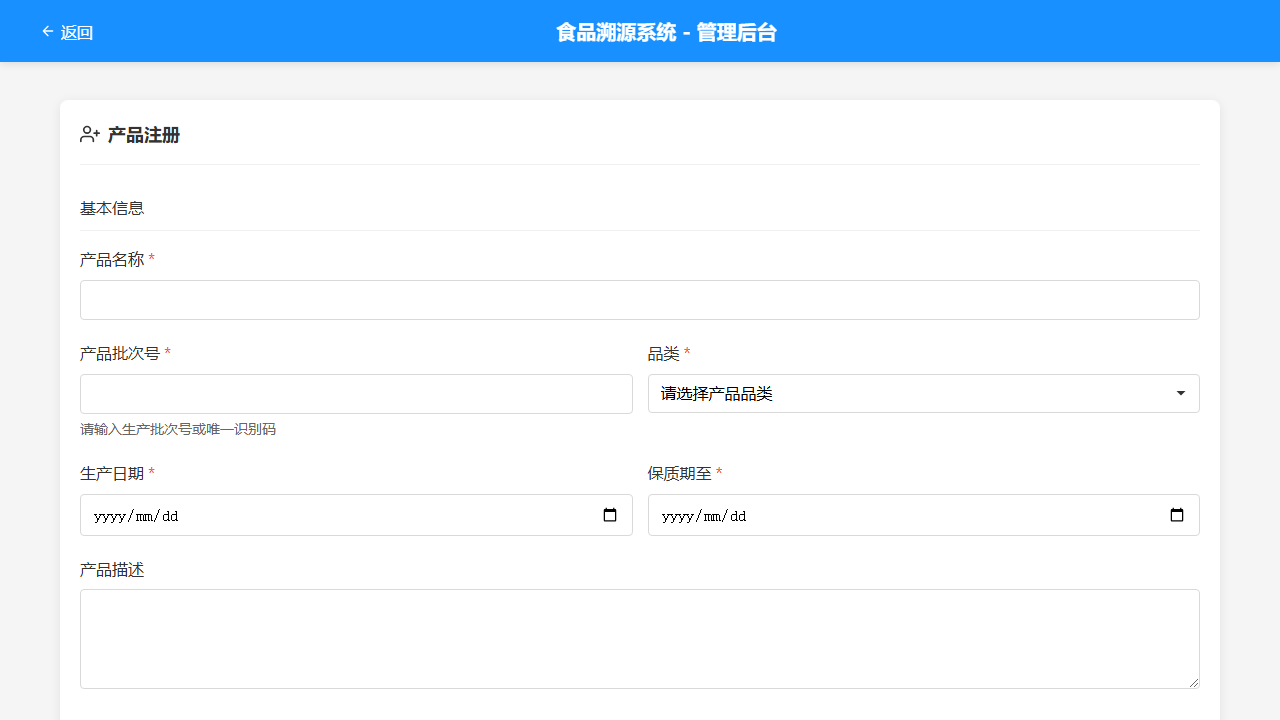 返回
食品溯源系统 - 管理后台
产品注册
基本信息
产品名称 *
产品批次号 *
品类 *
请选择产品品类
请输入生产批次号或唯一识别码
生产日期 *
保质期至 *
yyyy/mm/dd
yyyy/mm/dd
产品描述